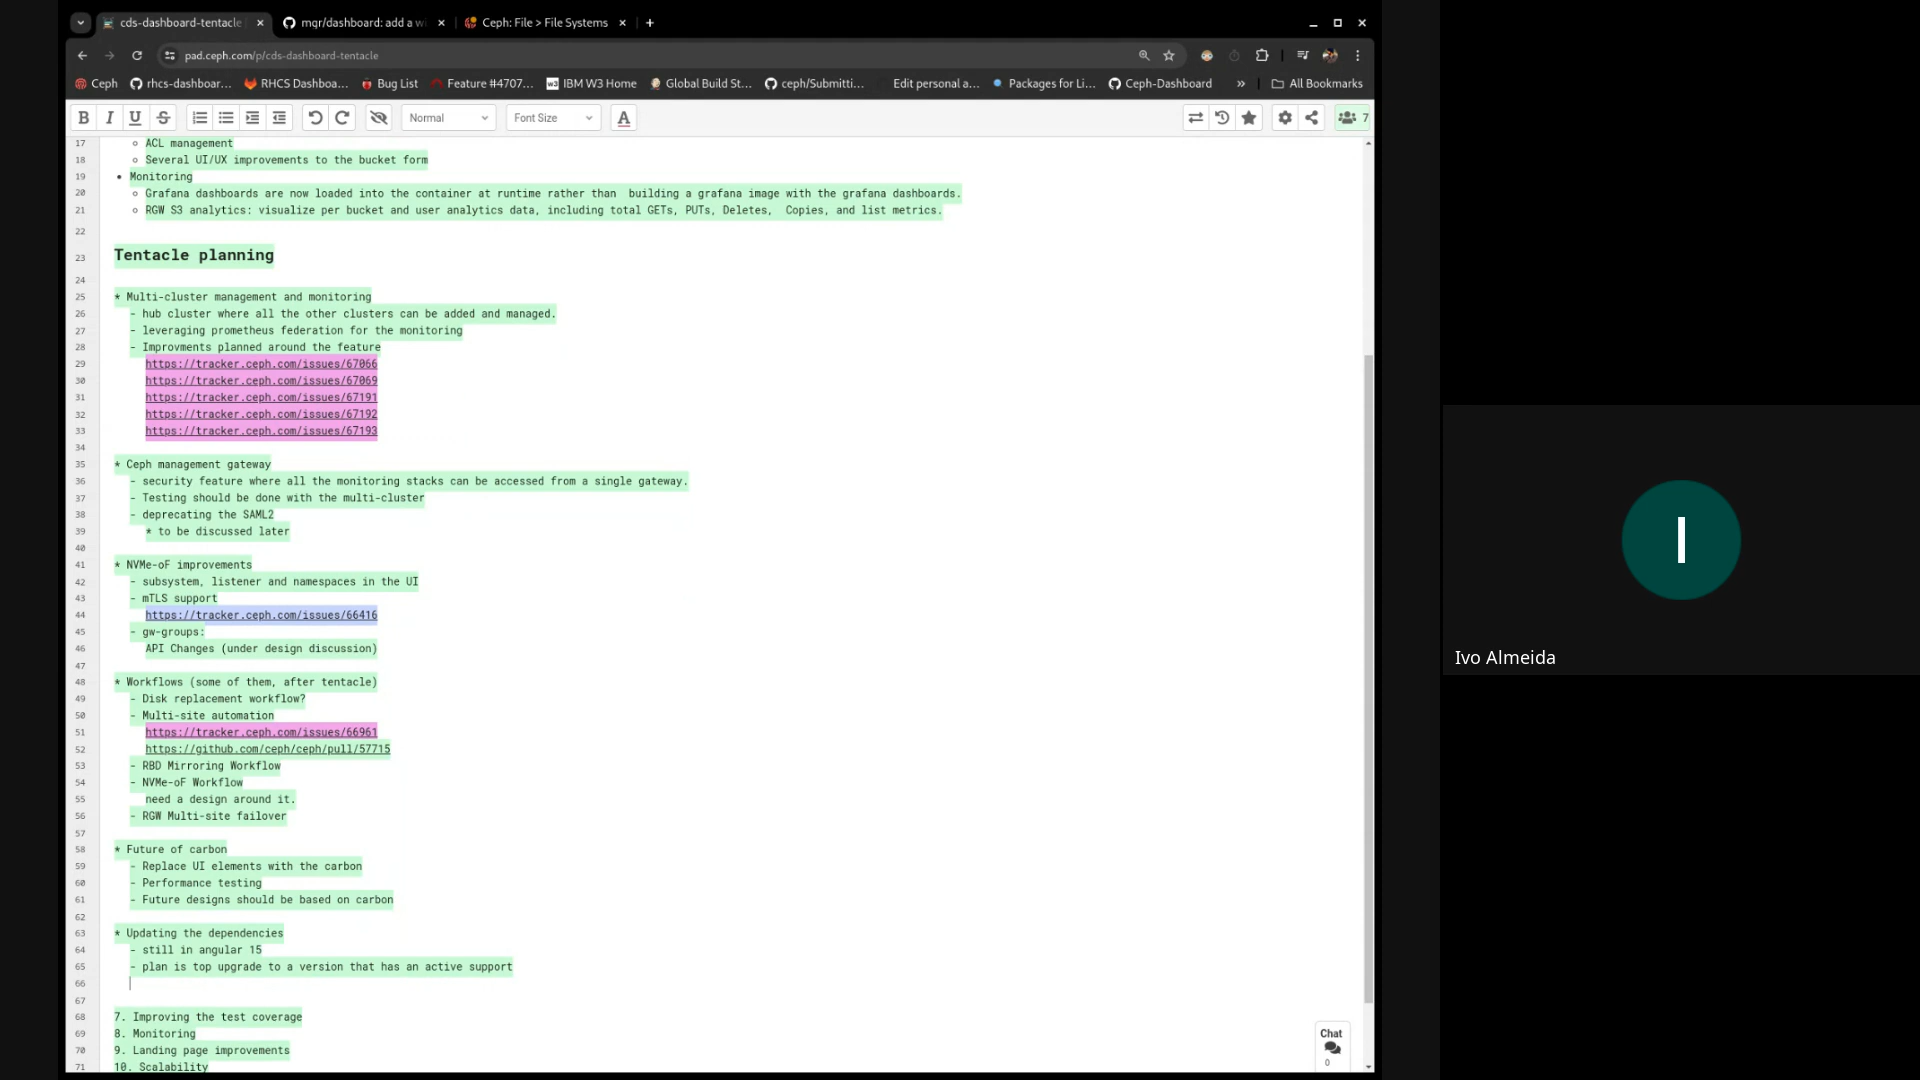 cds-dashboard-tentacle
mgr/dashboard: add a wi
Ceph: File > File Systems
pad.ceph.com/p/cds-dashboard-tentacle
Ceph
rhcs-dashboar...
RHCS Dashboa...
Bug List
Feature #4707...
IBM W3 Home
Global Build St...
ceph/Submitti...
Edit personal a...
Packages for Li...
Ceph-Dashboard
»
All Bookmarks
B I U S Normal Font Size A 7
17 ACL management
18 Several UI/UX improvements to the bucket form
19 Monitoring
20 Grafana dashboards are now loaded into the container at runtime rather than  building a grafana image with the grafana dashboards.
21 RGW S3 analytics: visualize per bucket and user analytics data, including total GETs, PUTs, Deletes,  Copies, and list metrics.
22
23 Tentacle planning
24
25 * Multi-cluster management and monitoring
26 - hub cluster where all the other clusters can be added and managed.
27 - leveraging prometheus federation for the monitoring
28 - Improvments planned around the feature
29 https://tracker.ceph.com/issues/67066
30 https://tracker.ceph.com/issues/67069
31 https://tracker.ceph.com/issues/67191
32 https://tracker.ceph.com/issues/67192
33 https://tracker.ceph.com/issues/67193
34
35 * Ceph management gateway
36 - security feature where all the monitoring stacks can be accessed from a single gateway.
37 - Testing should be done with the multi-cluster
38 - deprecating the SAML2
39 * to be discussed later
40
41 * NVMe-oF improvements
42 - subsystem, listener and namespaces in the UI
43 - mTLS support
44 https://tracker.ceph.com/issues/66416
45 - gw-groups:
46 API Changes (under design discussion)
47
48 * Workflows (some of them, after tentacle)
49 - Disk replacement workflow?
50 - Multi-site automation
51 https://tracker.ceph.com/issues/66961
52 https://github.com/ceph/ceph/pull/57715
53 - RBD Mirroring Workflow
54 - NVMe-oF Workflow
55 need a design around it.
56 - RGW Multi-site failover
57
58 * Future of carbon
59 - Replace UI elements with the carbon
60 - Performance testing
61 - Future designs should be based on carbon
62
63 * Updating the dependencies
64 - still in angular 15
65 - plan is top upgrade to a version that has an active support
66
67
68 7. Improving the test coverage
69 8. Monitoring
70 9. Landing page improvements
71 10. Scalability
Chat
0
I
Ivo Almeida